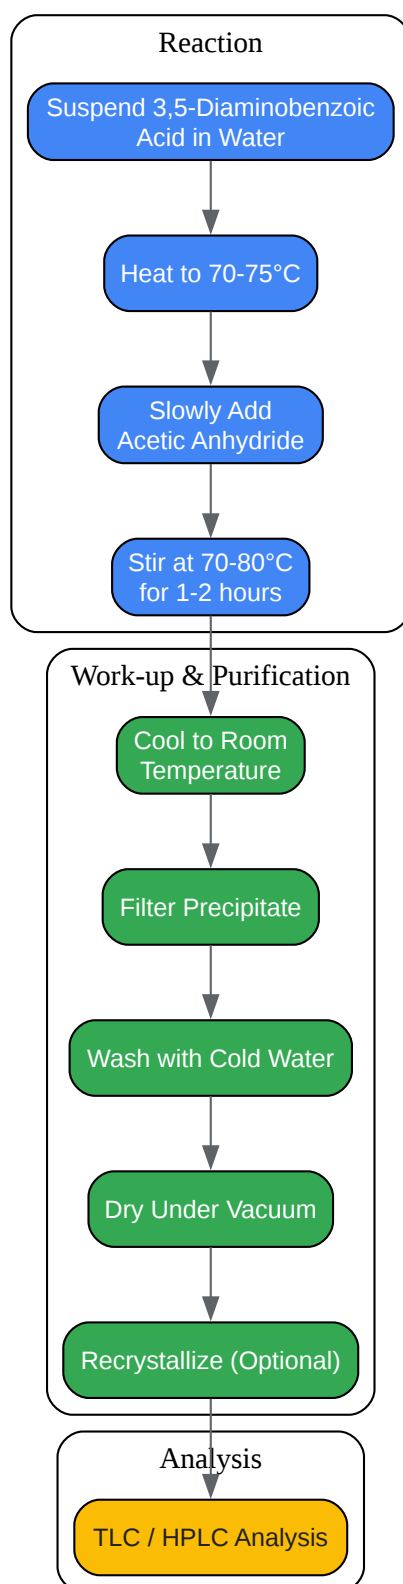 Reaction
Suspend 3,5-Diaminobenzoic
Acid in Water
Heat to 70-75°C
Slowly Add
Acetic Anhydride
Stir at 70-80°C
for 1-2 hours
Work-up & Purification
Cool to Room
Temperature
Filter Precipitate
Wash with Cold Water
Dry Under Vacuum
Recrystallize (Optional)
Analysis
TLC / HPLC Analysis